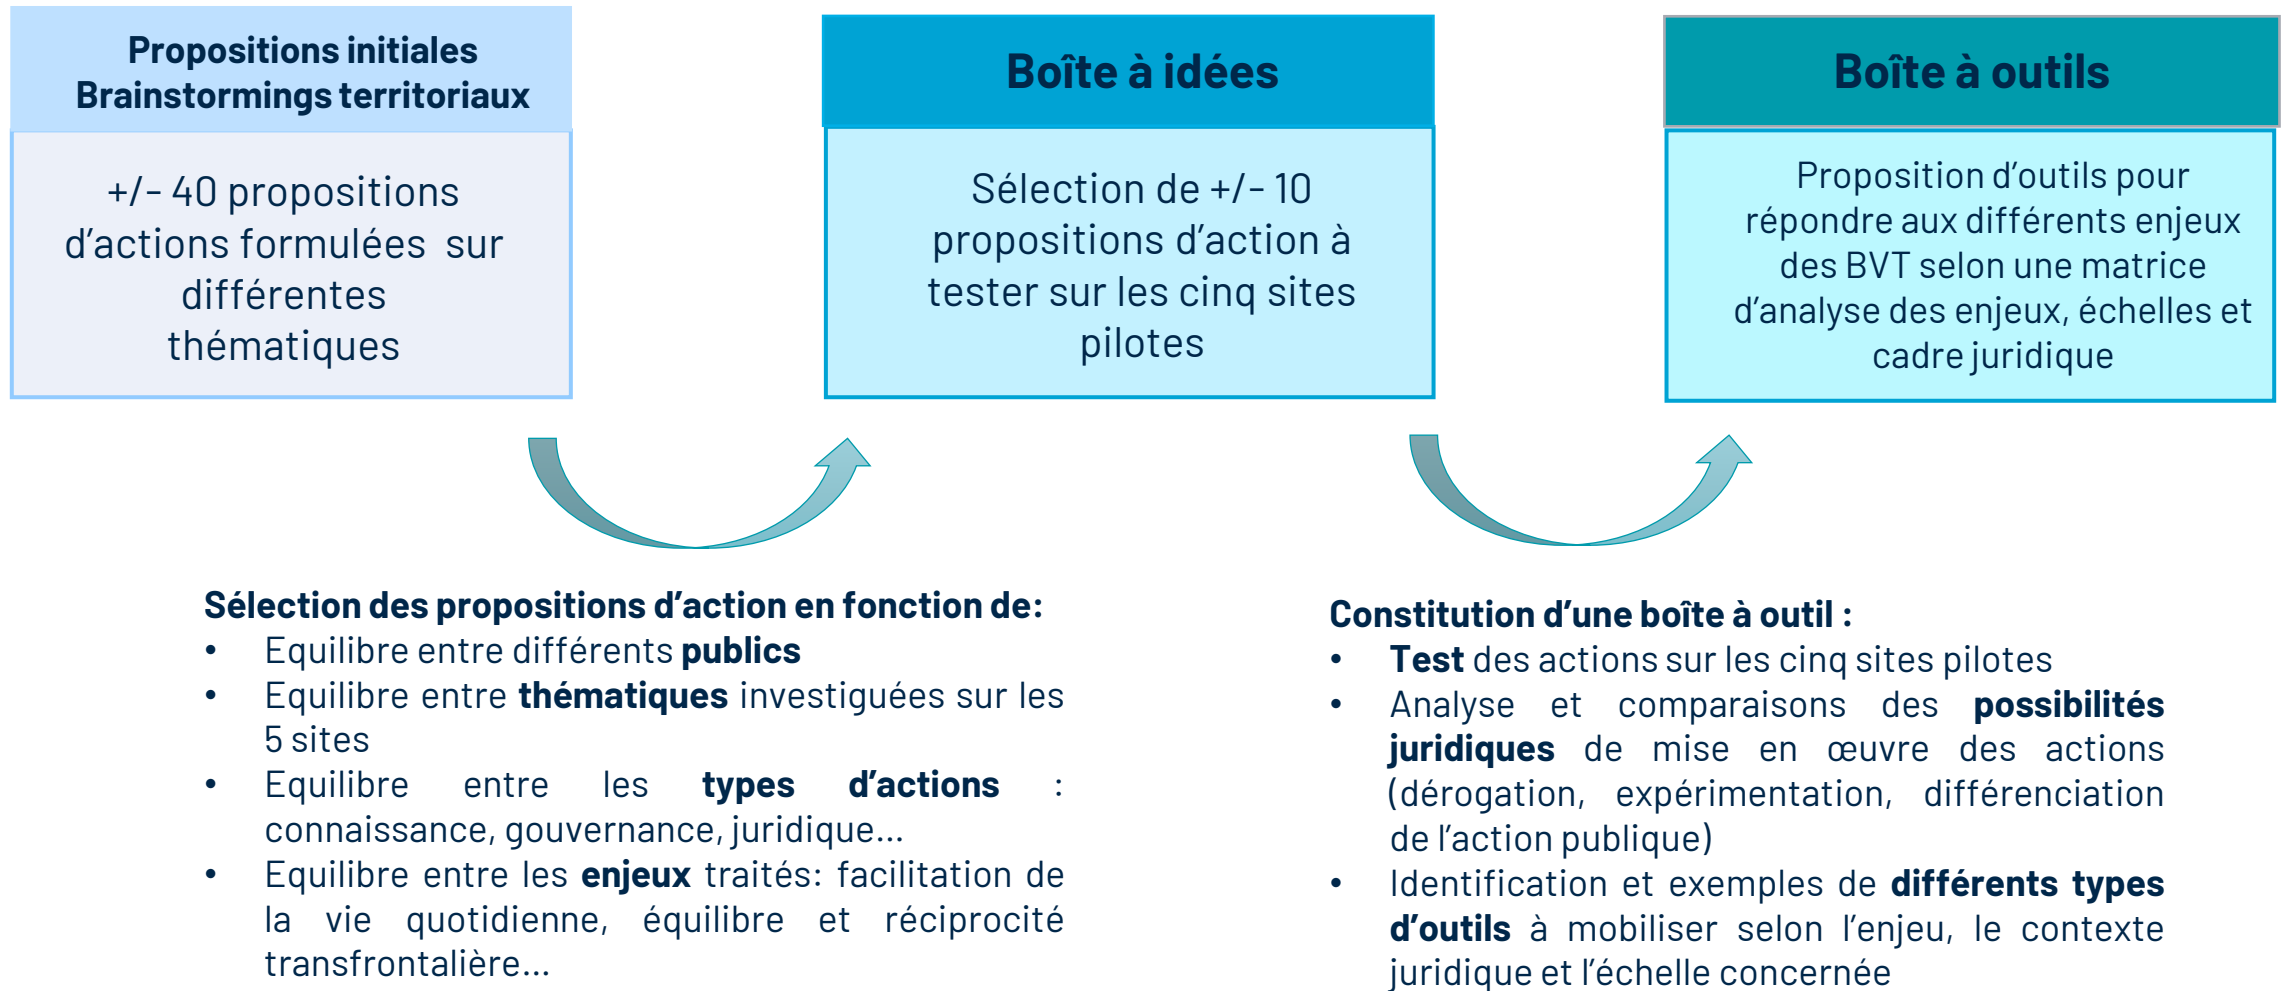 Propositions initiales
Brainstormings territoriaux
+/- 40 propositions
d’actions formulées sur
différentes
thématiques
Boîte à idées
Sélection de +/- 10
propositions d’action à
tester sur les cinq sites
pilotes
Boîte à outils
Proposition d’outils pour
répondre aux différents enjeux
des BVT selon une matrice
d’analyse des enjeux, échelles et
cadre juridique
Sélection des propositions d’action en fonction de:
• Equilibre entre différents publics
• Equilibre entre thématiques investiguées sur les
5 sites
• Equilibre entre les types d’actions :
connaissance, gouvernance, juridique…
• Equilibre entre les enjeux traités: facilitation de
la vie quotidienne, équilibre et réciprocité
transfrontalière…
Constitution d’une boîte à outil :
• Test des actions sur les cinq sites pilotes
• Analyse et comparaisons des possibilités
juridiques de mise en œuvre des actions
(dérogation, expérimentation, différenciation
de l’action publique)
• Identification et exemples de différents types
d’outils à mobiliser selon l’enjeu, le contexte
juridique et l’échelle concernée